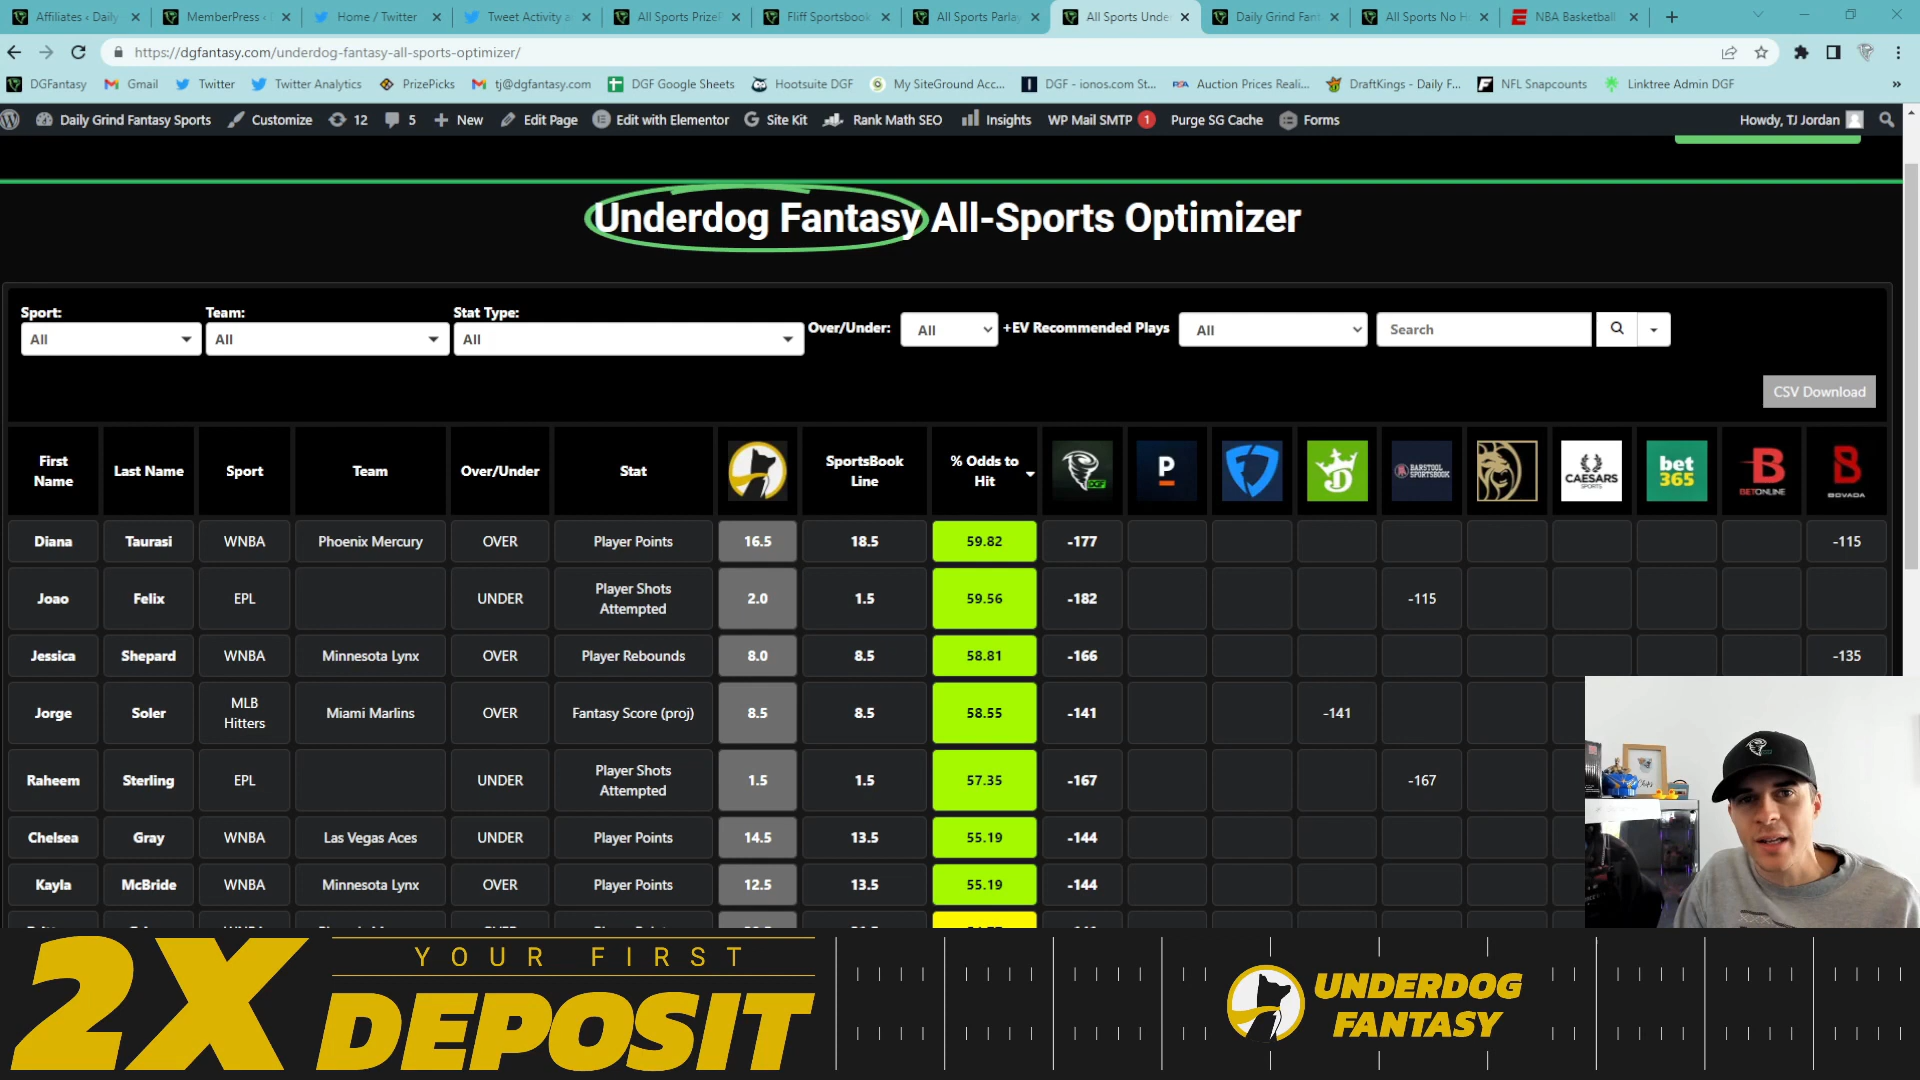 Affiliates ‹ Daily
MemberPress ‹
Home / Twitter
Tweet Activity a
All Sports PrizeP
Fliff Sportsbook
All Sports Parlay
All Sports Unde
Daily Grind Fant
All Sports No H
NBA Basketball
https://dgfantasy.com/underdog-fantasy-all-sports-optimizer/
DGFantasy
Gmail
Twitter
Twitter Analytics
PrizePicks
tj@dgfantasy.com
DGF Google Sheets
Hootsuite DGF
My SiteGround Acc...
DGF - ionos.com St...
Auction Prices Reali...
DraftKings - Daily F...
NFL Snapcounts
Linktree Admin DGF
»
Daily Grind Fantasy Sports
Customize
12
5
New
Edit Page
Edit with Elementor
Site Kit
Rank Math SEO
Insights
WP Mail SMTP 1
Purge SG Cache
Forms
Howdy, TJ Jordan
Underdog Fantasy All-Sports Optimizer
Sport:
Team:
Stat Type:
All
All
All
Over/Under:
All
+EV Recommended Plays
All
Search
CSV Download
First Name
Last Name
Sport
Team
Over/Under
Stat
SportsBook Line
% Odds to Hit
DGF
P
BARSTOOL SPORTSBOOK
CAESARS SPORTS
bet365
B BETONLINE
B BOVADA
Diana Taurasi WNBA Phoenix Mercury OVER Player Points 16.5 18.5 59.82 -177 -115
Joao Felix EPL UNDER Player Shots Attempted 2.0 1.5 59.56 -182 -115
Jessica Shepard WNBA Minnesota Lynx OVER Player Rebounds 8.0 8.5 58.81 -166 -135
Jorge Soler MLB Hitters Miami Marlins OVER Fantasy Score (proj) 8.5 8.5 58.55 -141 -141
Raheem Sterling EPL UNDER Player Shots Attempted 1.5 1.5 57.35 -167 -167
Chelsea Gray WNBA Las Vegas Aces UNDER Player Points 14.5 13.5 55.19 -144
Kayla McBride WNBA Minnesota Lynx OVER Player Points 12.5 13.5 55.19 -144
2X
YOUR FIRST
DEPOSIT
UNDERDOG
FANTASY